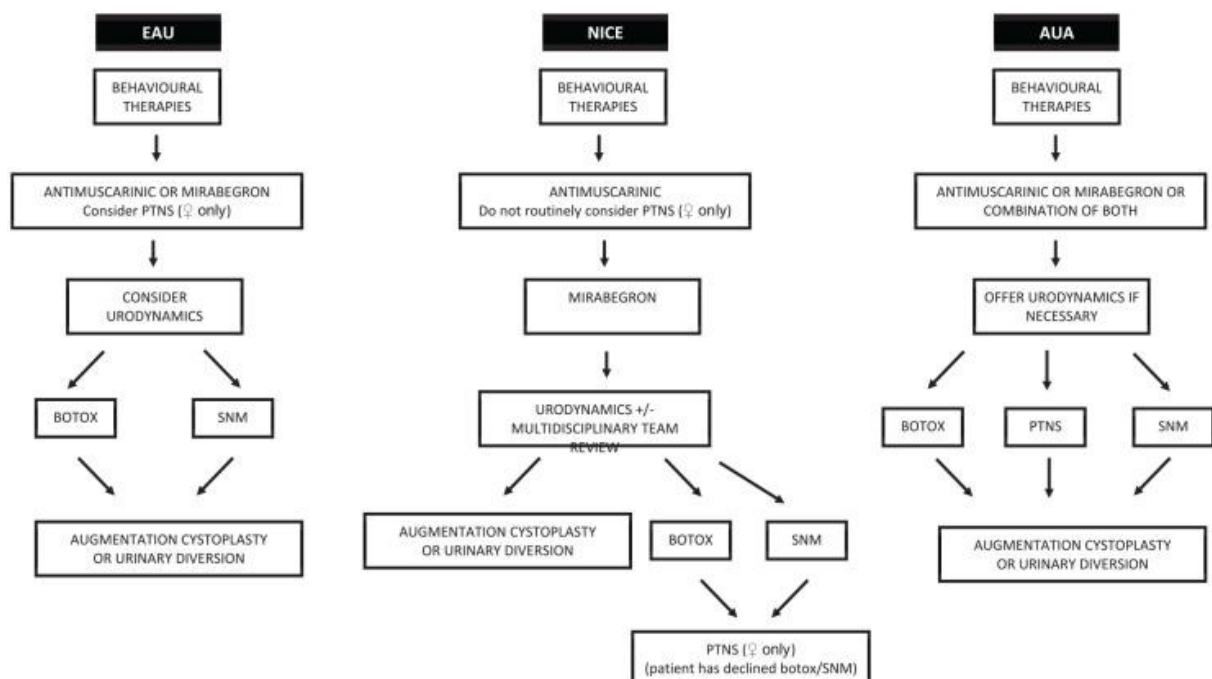 EAU
BEHAVIOURAL
THERAPIES
ANTIMUSCARINIC OR MIRABEGRON
Consider PTNS (♀ only)
CONSIDER
URODYNAMICS
BOTOX
SNM
AUGMENTATION CYSTOPLASTY
OR URINARY DIVERSION
NICE
BEHAVIOURAL
THERAPIES
ANTIMUSCARINIC
Do not routinely consider PTNS (♀ only)
MIRABEGRON
URODYNAMICS +/-
MULTIDISCIPLINARY TEAM
REVIEW
AUGMENTATION CYSTOPLASTY
OR URINARY DIVERSION
BOTOX
SNM
PTNS (♀ only)
(patient has declined botox/SNM)
AUA
BEHAVIOURAL
THERAPIES
ANTIMUSCARINIC OR MIRABEGRON OR
COMBINATION OF BOTH
OFFER URODYNAMICS IF
NECESSARY
BOTOX
PTNS
SNM
AUGMENTATION CYSTOPLASTY
OR URINARY DIVERSION